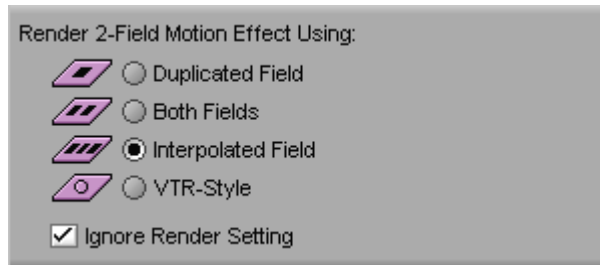 Render 2-Field Motion Effect Using:
Duplicated Field
Both Fields
Interpolated Field
VTR-Style
Ignore Render Setting